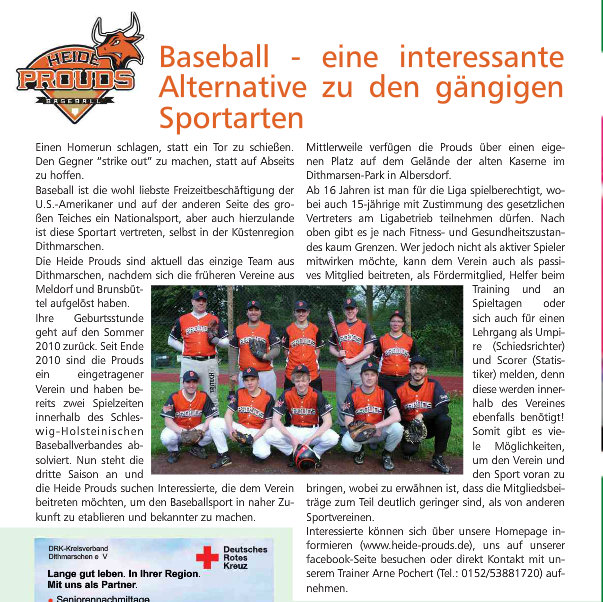 HEIDE
PROUDS
BASEBALL
Baseball - eine interessante
Alternative zu den gängigen
Sportarten
Einen Homerun schlagen, statt ein Tor zu schießen.
Den Gegner “strike out” zu machen, statt auf Abseits
zu hoffen.
Baseball ist die wohl liebste Freizeitbeschäftigung der
U.S.-Amerikaner und auf der anderen Seite des gro-
ßen Teiches ein Nationalsport, aber auch hierzulande
ist diese Sportart vertreten, selbst in der Küstenregion
Dithmarschen.
Die Heide Prouds sind aktuell das einzige Team aus
Dithmarschen, nachdem sich die früheren Vereine aus
Meldorf und Brunsbüt-
tel aufgelöst haben.
Ihre Geburtsstunde
geht auf den Sommer
2010 zurück. Seit Ende
2010 sind die Prouds
ein eingetragener
Verein und haben be-
reits zwei Spielzeiten
innerhalb des Schles-
wig-Holsteinischen
Baseballverbandes ab-
solviert. Nun steht die
dritte Saison an und
die Heide Prouds suchen Interessierte, die dem Verein
beitreten möchten, um den Baseballsport in naher Zu-
kunft zu etablieren und bekannter zu machen.
Mittlerweile verfügen die Prouds über einen eige-
nen Platz auf dem Gelände der alten Kaserne im
Dithmarsen-Park in Albersdorf.
Ab 16 Jahren ist man für die Liga spielberechtigt, wo-
bei auch 15-jährige mit Zustimmung des gesetzlichen
Vertreters am Ligabetrieb teilnehmen dürfen. Nach
oben gibt es je nach Fitness- und Gesundheitszustan-
des kaum Grenzen. Wer jedoch nicht als aktiver Spieler
mitwirken möchte, kann dem Verein auch als passi-
ves Mitglied beitreten, als Fördermitglied, Helfer beim
Training und an
Spieltagen oder
sich auch für einen
Lehrgang als Umpi-
re (Schiedsrichter)
und Scorer (Statis-
tiker) melden, denn
diese werden inner-
halb des Vereines
ebenfalls benötigt!
Somit gibt es vie-
le Möglichkeiten,
um den Verein und
den Sport voran zu
bringen, wobei zu erwähnen ist, dass die Mitgliedsbei-
träge zum Teil deutlich geringer sind, als von anderen
Sportvereinen.
Interessierte können sich über unsere Homepage in-
formieren (www.heide-prouds.de), uns auf unserer
facebook-Seite besuchen oder direkt Kontakt mit un-
serem Trainer Arne Pochert (Tel.: 0152/53881720) auf-
nehmen.
DRK-Kreisverband
Dithmarschen e V
Deutsches
Rotes
Kreuz
Lange gut leben. In Ihrer Region.
Mit uns als Partner.
• Seniorennachmittage